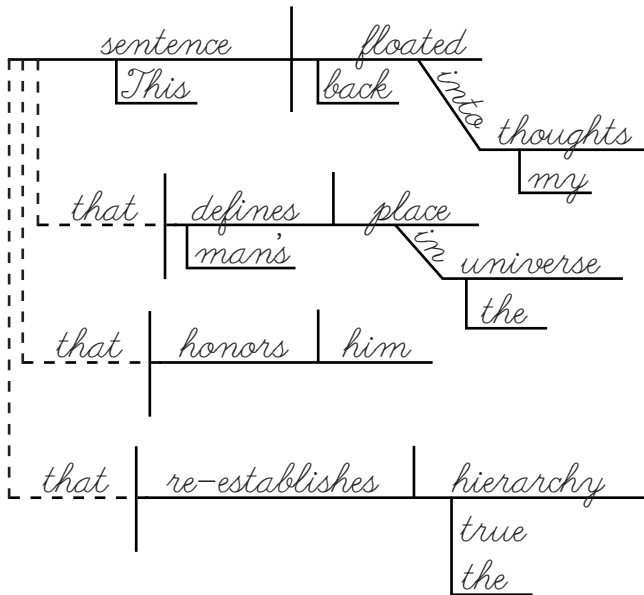 sentence floated
This back into
thoughts
my
that defines place
man's in
universe
the
that honors him
that re-establishes hierarchy
true
the